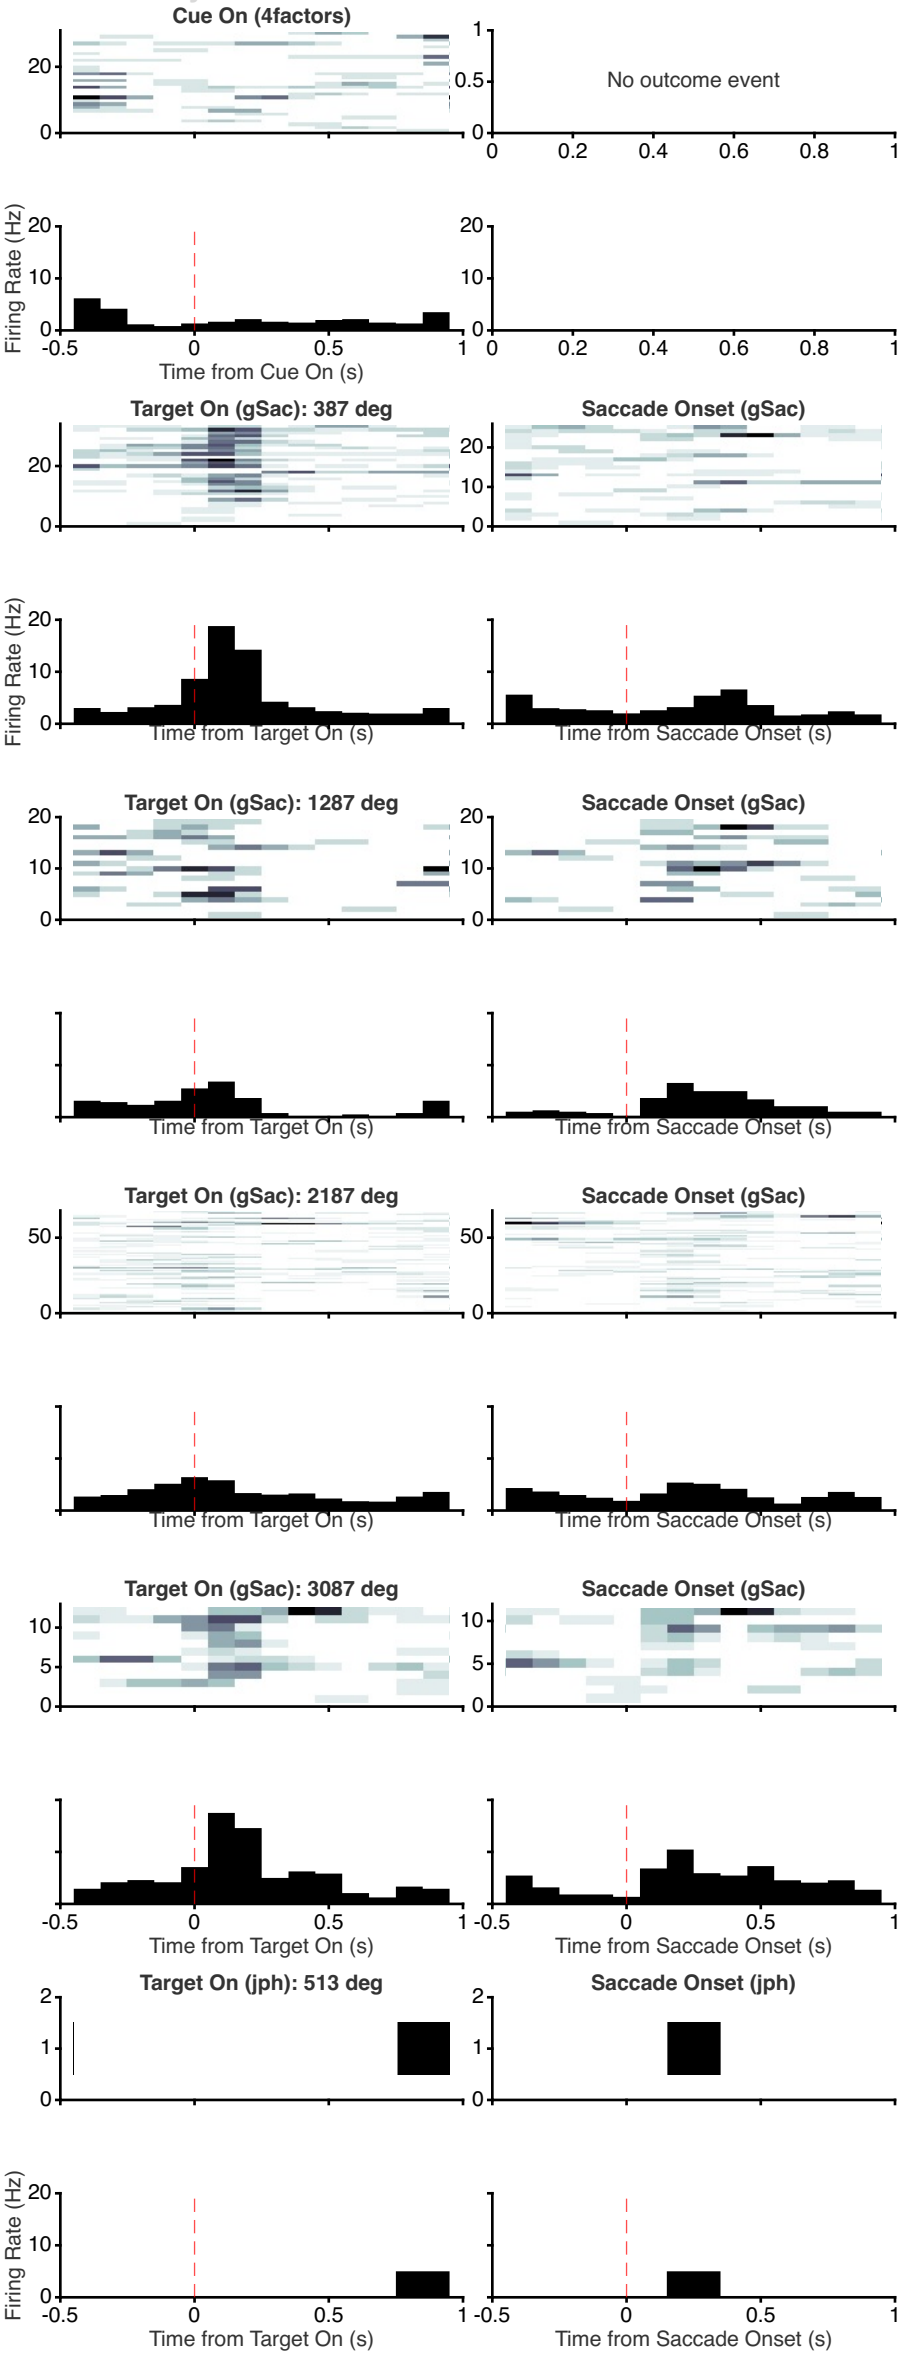 Cue On (4factors)
20
0
1
0.5
0
No outcome event
0 0.2 0.4 0.6 0.8 1
Firing Rate (Hz)
20
10
0
-0.5 0 0.5 1
Time from Cue On (s)
20
10
0
0 0.2 0.4 0.6 0.8 1
Target On (gSac): 387 deg
20
0
Saccade Onset (gSac)
20
10
0
Firing Rate (Hz)
20
10
0
Time from Target On (s)
Time from Saccade Onset (s)
Target On (gSac): 1287 deg
20
10
0
Saccade Onset (gSac)
20
10
0
Time from Target On (s)
Time from Saccade Onset (s)
Target On (gSac): 2187 deg
50
0
Saccade Onset (gSac)
50
0
Time from Target On (s)
Time from Saccade Onset (s)
Target On (gSac): 3087 deg
10
5
0
Saccade Onset (gSac)
10
5
0
-0.5 0 0.5 1
Time from Target On (s)
-0.5 0 0.5 1
Time from Saccade Onset (s)
Target On (jph): 513 deg
2
1
0
Saccade Onset (jph)
2
1
0
Firing Rate (Hz)
20
10
0
-0.5 0 0.5 1
Time from Target On (s)
20
10
0
-0.5 0 0.5 1
Time from Saccade Onset (s)